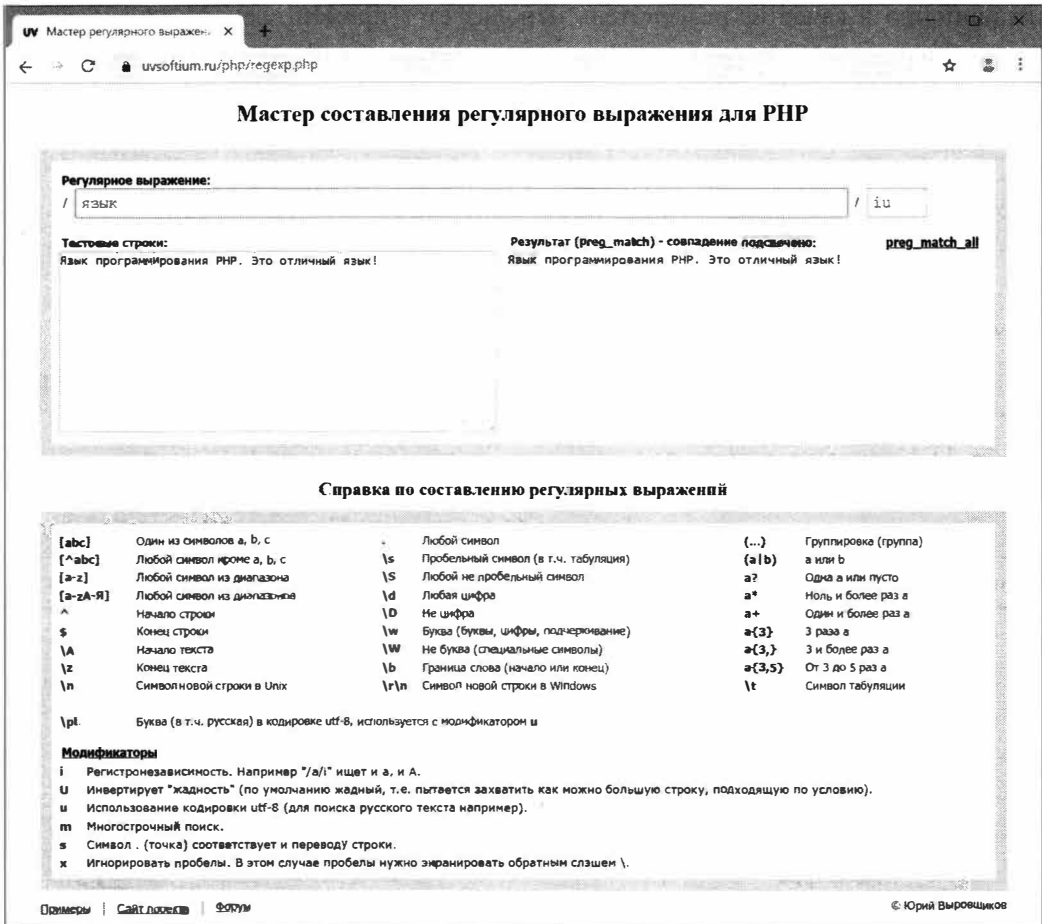 UV Мастер регулярного выражен
uvsoftium.ru/php/regexp.php
Мастер составления регулярного выражения для PHP
Регулярное выражение:
/ язык / iu
Тестовые строки: Результат (preg_match) - совпадение подсвечено: preg_match_all
Язык программирования PHP. Это отличный язык! Язык программирования PHP. Это отличный язык!
Справка по составлению регулярных выражений
[abc] Один из символов a, b, c . Любой символ (...) Группировка (группа)
[^abc] Любой символ кроме a, b, c \s Пробельный символ (в т.ч. табуляция) (a|b) a или b
[a-z] Любой символ из диапазона \S Любой не пробельный символ a? Одна a или пусто
[a-zA-Я] Любой символ из диапазонов \d Любая цифра a* Ноль и более раз a
^ Начало строки \D Не цифра a+ Один и более раз a
$ Конец строки \w Буква (буквы, цифры, подчеркивание) a{3} 3 раза a
\A Начало текста \W Не буква (специальные символы) a{3,} 3 и более раз a
\z Конец текста \b Граница слова (начало или конец) a{3,5} От 3 до 5 раз a
\n Символ новой строки в Unix \r\n Символ новой строки в Windows \t Символ табуляции
\pL Буква (в т.ч. русская) в кодировке utf-8, используется с модификатором u
Модификаторы
i Регистронезависимость. Например "/a/i" ищет и a, и A.
U Инвертирует "жадность" (по умолчанию жадный, т.е. пытается захватить как можно большую строку, подходящую по условию).
u Использование кодировки utf-8 (для поиска русского текста например).
m Многострочный поиск.
s Символ . (точка) соответствует и переводу строки.
x Игнорировать пробелы. В этом случае пробелы нужно экранировать обратным слэшем \.
Примеры | Сайт проекта | Форум © Юрий Выровщиков